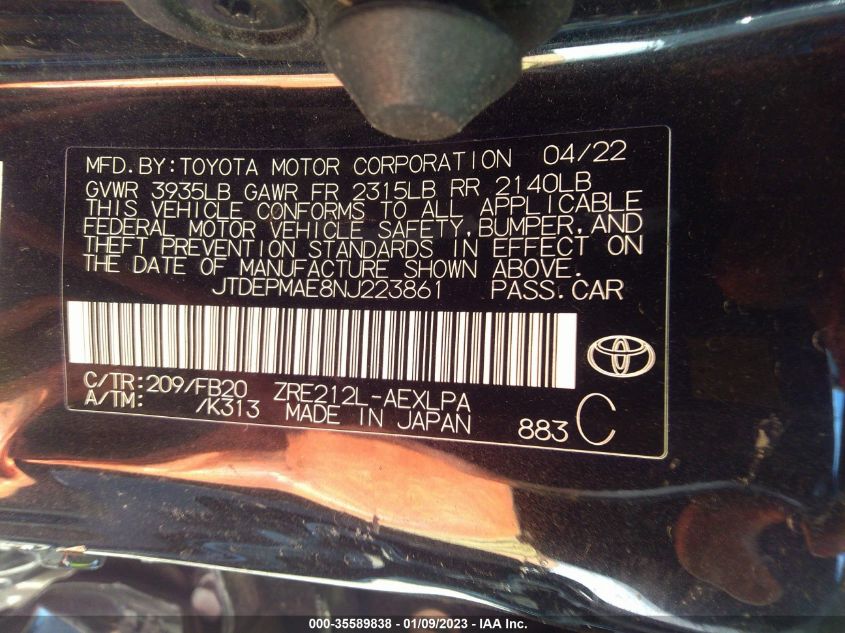 MFD.BY:TOYOTA MOTOR CORPORATION 04/22
GVWR 3935LB GAWR FR 2315LB RR 2140LB
THIS VEHICLE CONFORMS TO ALL APPLICABLE
FEDERAL MOTOR VEHICLE SAFETY,BUMPER,AND
THEFT PREVENTION STANDARDS IN EFFECT ON
THE DATE OF MANUFACTURE SHOWN ABOVE.
JTDEPMAE8NJ223861 PASS.CAR
C/TR:209/FB20 ZRE212L-AEXLPA
A/TM: /K313 MADE IN JAPAN 883 C
000-35589838 - 01/09/2023 - IAA Inc.